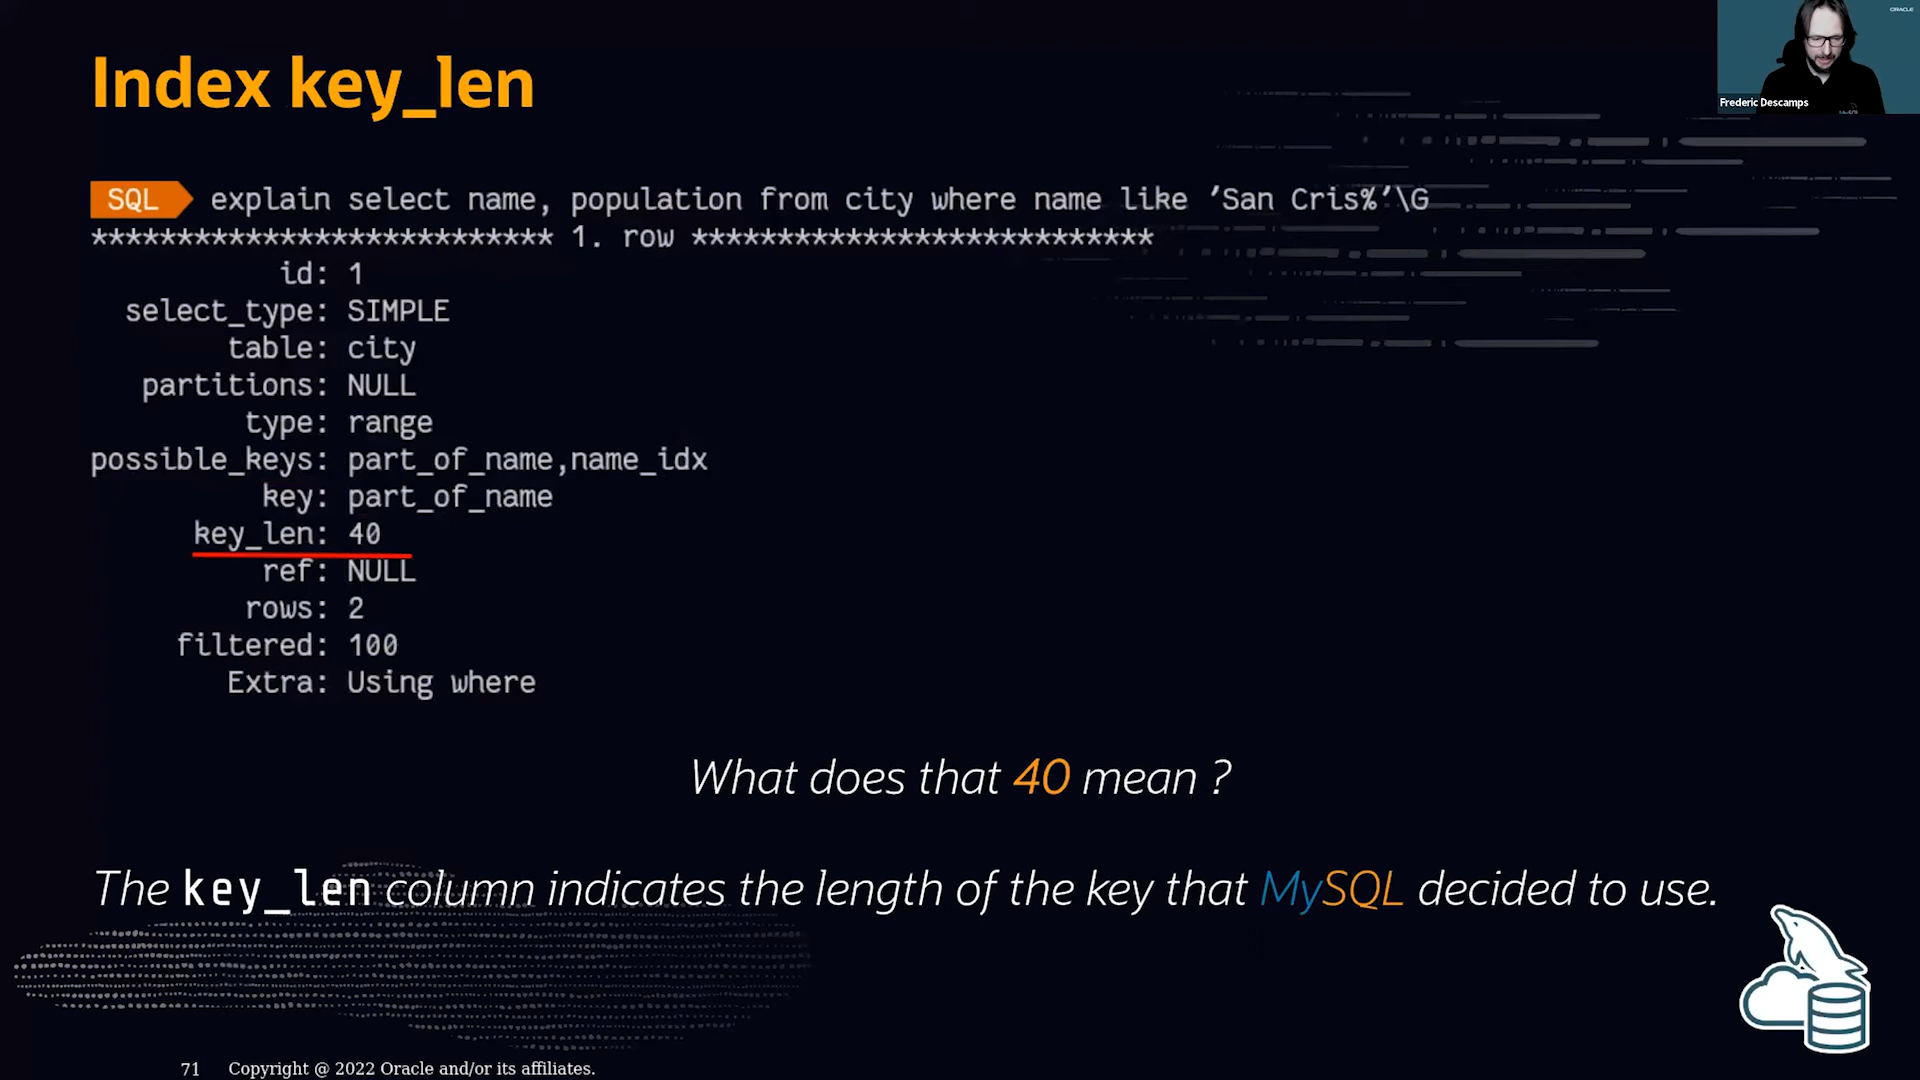 ORACLE
Frederic Descamps
Index key_len
SQL explain select name, population from city where name like ’San Cris%’\G
*************************** 1. row ***************************
id: 1
select_type: SIMPLE
table: city
partitions: NULL
type: range
possible_keys: part_of_name,name_idx
key: part_of_name
key_len: 40
ref: NULL
rows: 2
filtered: 100
Extra: Using where
What does that 40 mean ?
The key_len column indicates the length of the key that MySQL decided to use.
71 Copyright @ 2022 Oracle and/or its affiliates.